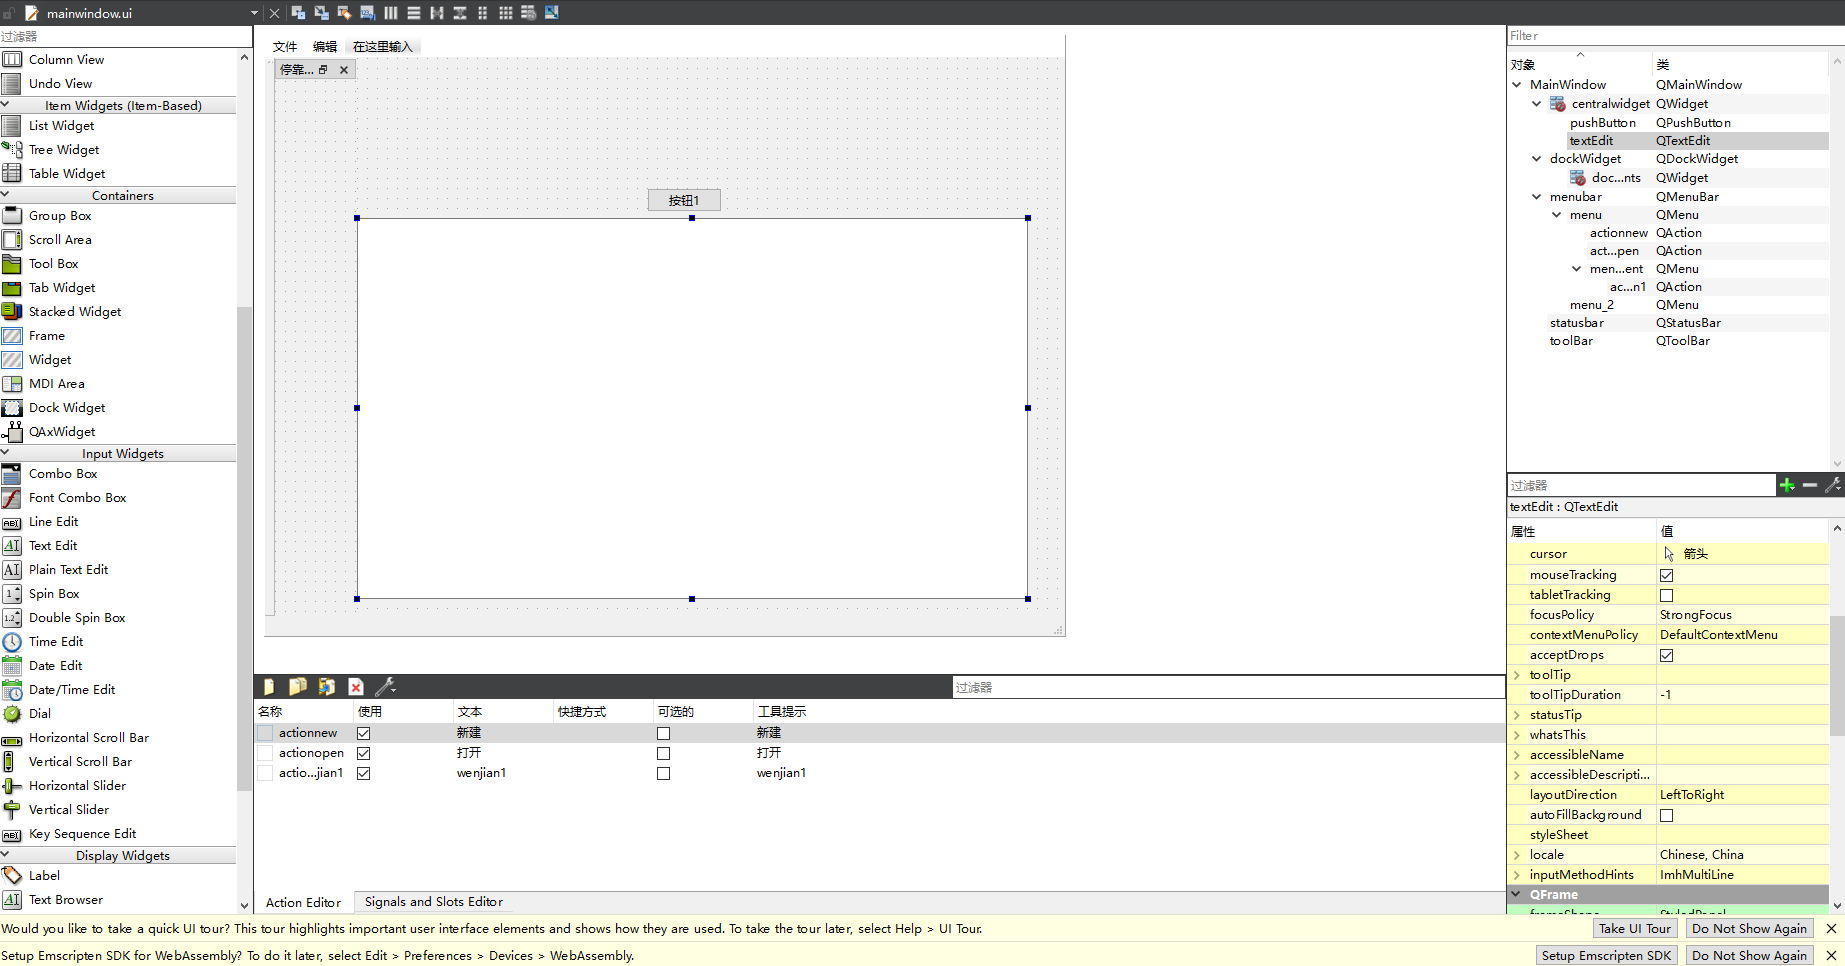 mainwindow.ui
过滤器
Column View
Undo View
Item Widgets (Item-Based)
List Widget
Tree Widget
Table Widget
Containers
Group Box
Scroll Area
Tool Box
Tab Widget
Stacked Widget
Frame
Widget
MDI Area
Dock Widget
QAxWidget
Input Widgets
Combo Box
Font Combo Box
Line Edit
Text Edit
Plain Text Edit
Spin Box
Double Spin Box
Time Edit
Date Edit
Date/Time Edit
Dial
Horizontal Scroll Bar
Vertical Scroll Bar
Horizontal Slider
Vertical Slider
Key Sequence Edit
Display Widgets
Label
Text Browser
文件 编辑 在这里输入
停靠...
按钮1
过滤器
名称 使用 文本 快捷方式 可选的 工具提示
actionnew 新建 新建
actionopen 打开 打开
actio...jian1 wenjian1 wenjian1
Action Editor Signals and Slots Editor
Filter
对象 类
MainWindow QMainWindow
centralwidget QWidget
pushButton QPushButton
textEdit QTextEdit
dockWidget QDockWidget
doc...nts QWidget
menubar QMenuBar
menu QMenu
actionnew QAction
act...pen QAction
men...ent QMenu
ac...n1 QAction
menu_2 QMenu
statusbar QStatusBar
toolBar QToolBar
过滤器
textEdit : QTextEdit
属性 值
cursor 箭头
mouseTracking
tabletTracking
focusPolicy StrongFocus
contextMenuPolicy DefaultContextMenu
acceptDrops
toolTip
toolTipDuration -1
statusTip
whatsThis
accessibleName
accessibleDescripti...
layoutDirection LeftToRight
autoFillBackground
styleSheet
locale Chinese, China
inputMethodHints ImhMultiLine
QFrame
frameShape StyledPanel
Would you like to take a quick UI tour? This tour highlights important user interface elements and shows how they are used. To take the tour later, select Help > UI Tour. Take UI Tour Do Not Show Again
Setup Emscripten SDK for WebAssembly? To do it later, select Edit > Preferences > Devices > WebAssembly. Setup Emscripten SDK Do Not Show Again